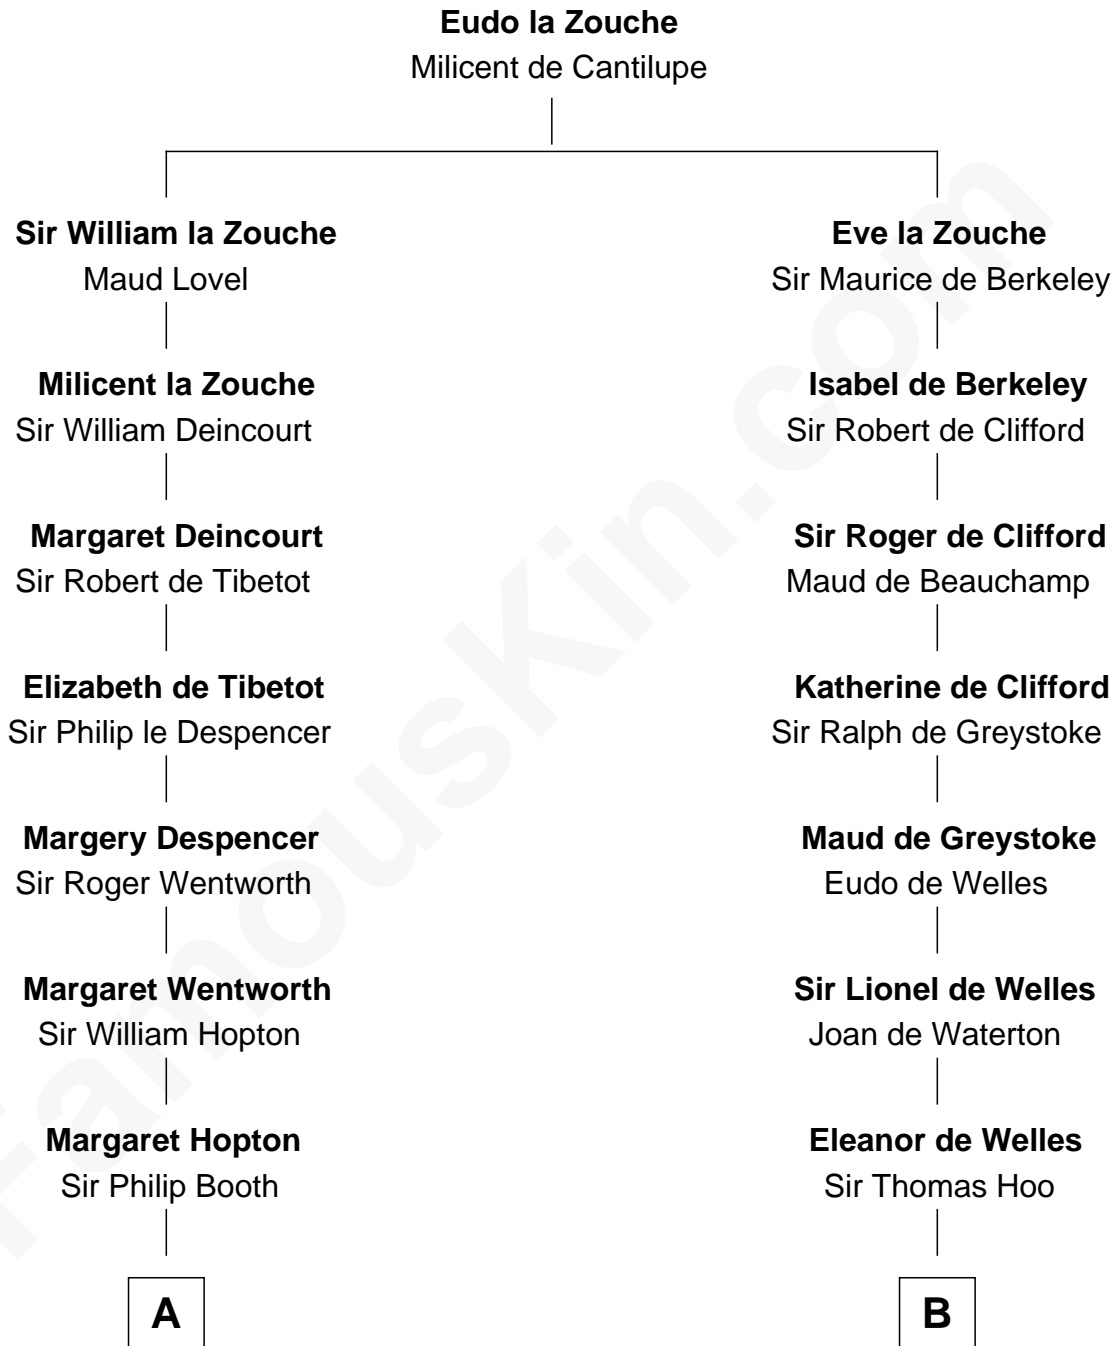 Eudo la Zouche
Milicent de Cantilupe
Sir William la Zouche
Maud Lovel
Milicent la Zouche
Sir William Deincourt
Margaret Deincourt
Sir Robert de Tibetot
Elizabeth de Tibetot
Sir Philip le Despencer
Margery Despencer
Sir Roger Wentworth
Margaret Wentworth
Sir William Hopton
Margaret Hopton
Sir Philip Booth
A
Eve la Zouche
Sir Maurice de Berkeley
Isabel de Berkeley
Sir Robert de Clifford
Sir Roger de Clifford
Maud de Beauchamp
Katherine de Clifford
Sir Ralph de Greystoke
Maud de Greystoke
Eudo de Welles
Sir Lionel de Welles
Joan de Waterton
Eleanor de Welles
Sir Thomas Hoo
B
FamousKin.com